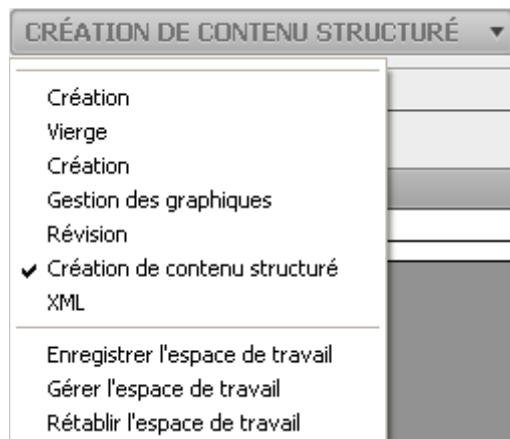 CRÉATION DE CONTENU STRUCTURÉ
Création
Vierge
Création
Gestion des graphiques
Révision
Création de contenu structuré
XML
Enregistrer l'espace de travail
Gérer l'espace de travail
Rétablir l'espace de travail